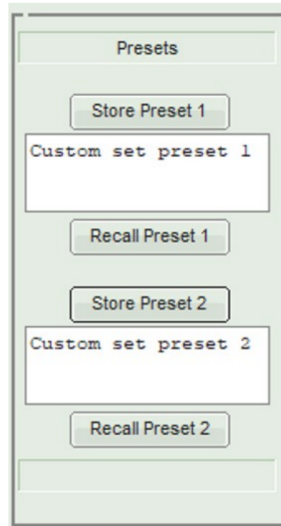 Presets
Store Preset 1
Custom set preset 1
Recall Preset 1
Store Preset 2
Custom set preset 2
Recall Preset 2